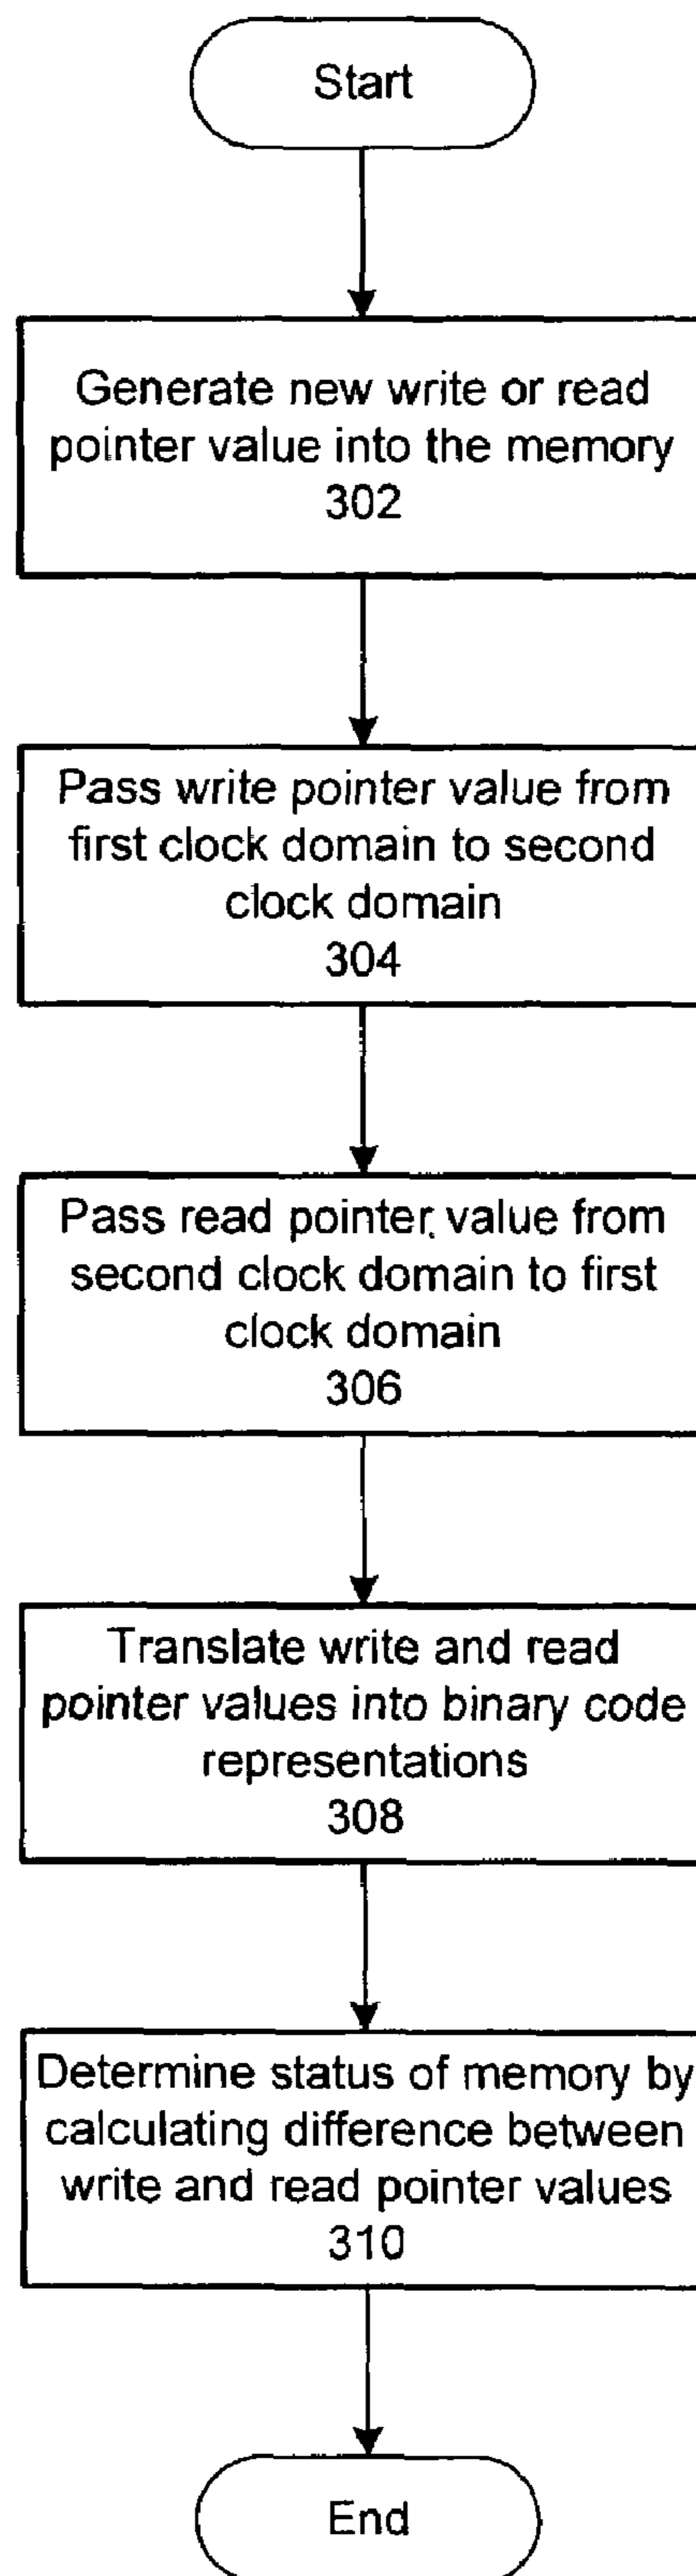 Start
Generate new write or read
pointer value into the memory
302
Pass write pointer value from
first clock domain to second
clock domain
304
Pass read pointer value from
second clock domain to first
clock domain
306
Translate write and read
pointer values into binary code
representations
308
Determine status of memory by
calculating difference between
write and read pointer values
310
End